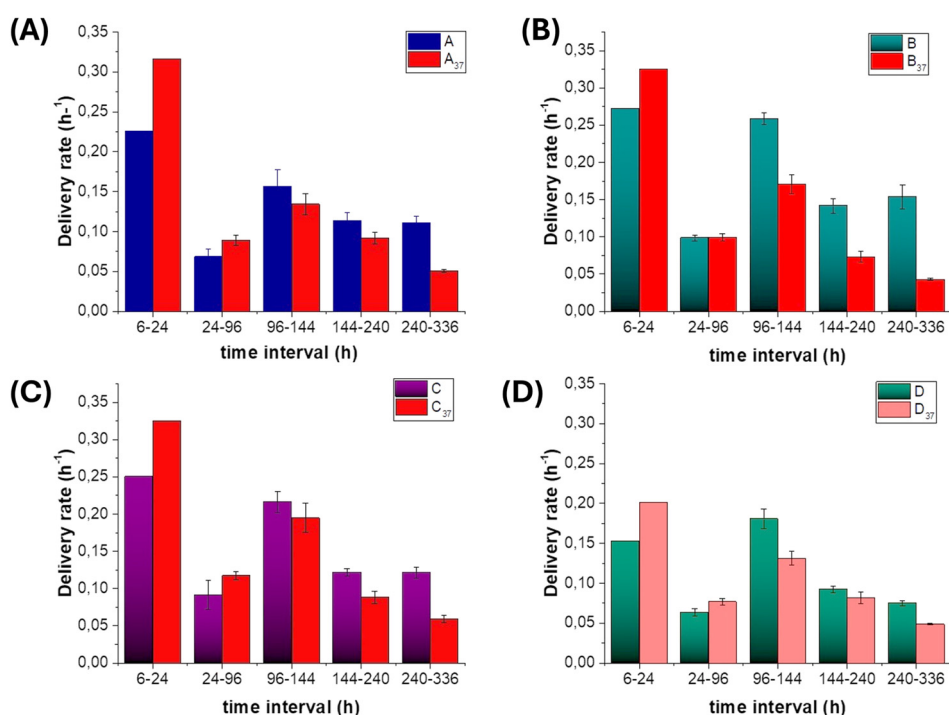 (A)
Delivery rate (h-1)
0,35
0,30
0,25
0,20
0,15
0,10
0,05
0,00
A
A37
6-24 24-96 96-144 144-240 240-336
time interval (h)
(B)
Delivery rate (h-1)
0,35
0,30
0,25
0,20
0,15
0,10
0,05
0,00
B
B37
6-24 24-96 96-144 144-240 240-336
time interval (h)
(C)
Delivery rate (h-1)
0,35
0,30
0,25
0,20
0,15
0,10
0,05
0,00
C
C37
6-24 24-96 96-144 144-240 240-336
time interval (h)
(D)
Delivery rate (h-1)
0,35
0,30
0,25
0,20
0,15
0,10
0,05
0,00
D
D37
6-24 24-96 96-144 144-240 240-336
time interval (h)